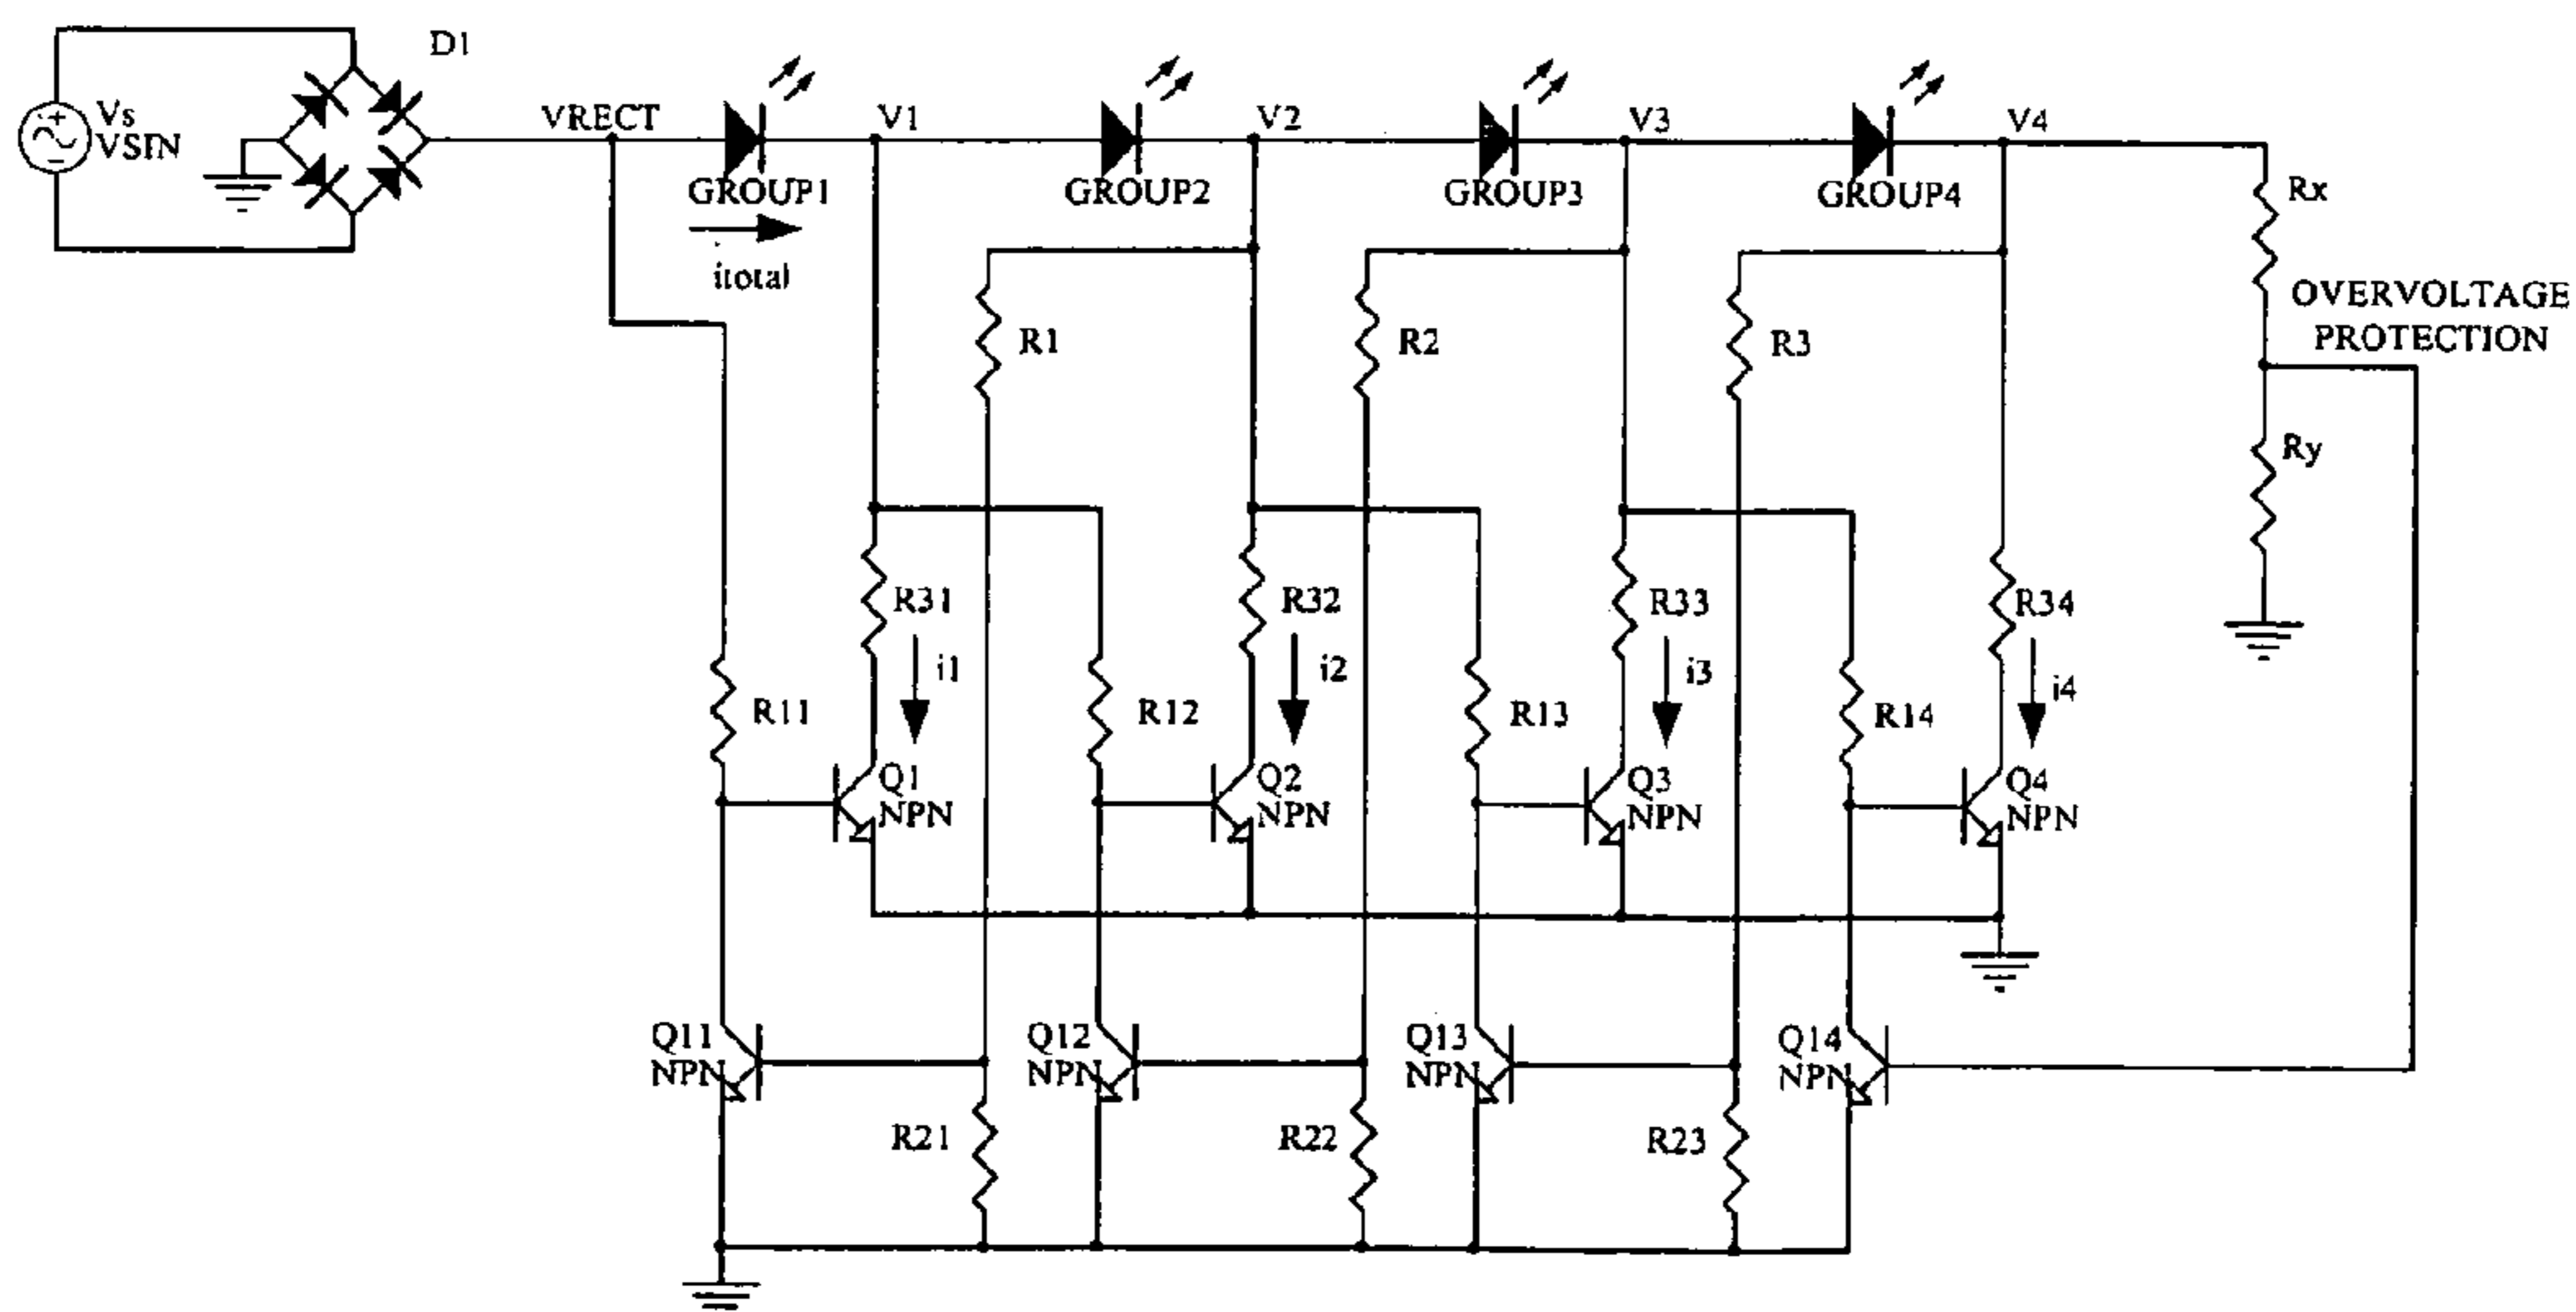 D1
Vs
VSIN
VRECT
V1
V2
V3
V4
GROUP1
GROUP2
GROUP3
GROUP4
itotal
Rx
OVERVOLTAGE
PROTECTION
R1
R2
R3
Ry
R31
R32
R33
R34
i1
i2
i3
i4
R11
R12
R13
R14
Q1
NPN
Q2
NPN
Q3
NPN
Q4
NPN
Q11
NPN
Q12
NPN
Q13
NPN
Q14
NPN
R21
R22
R23